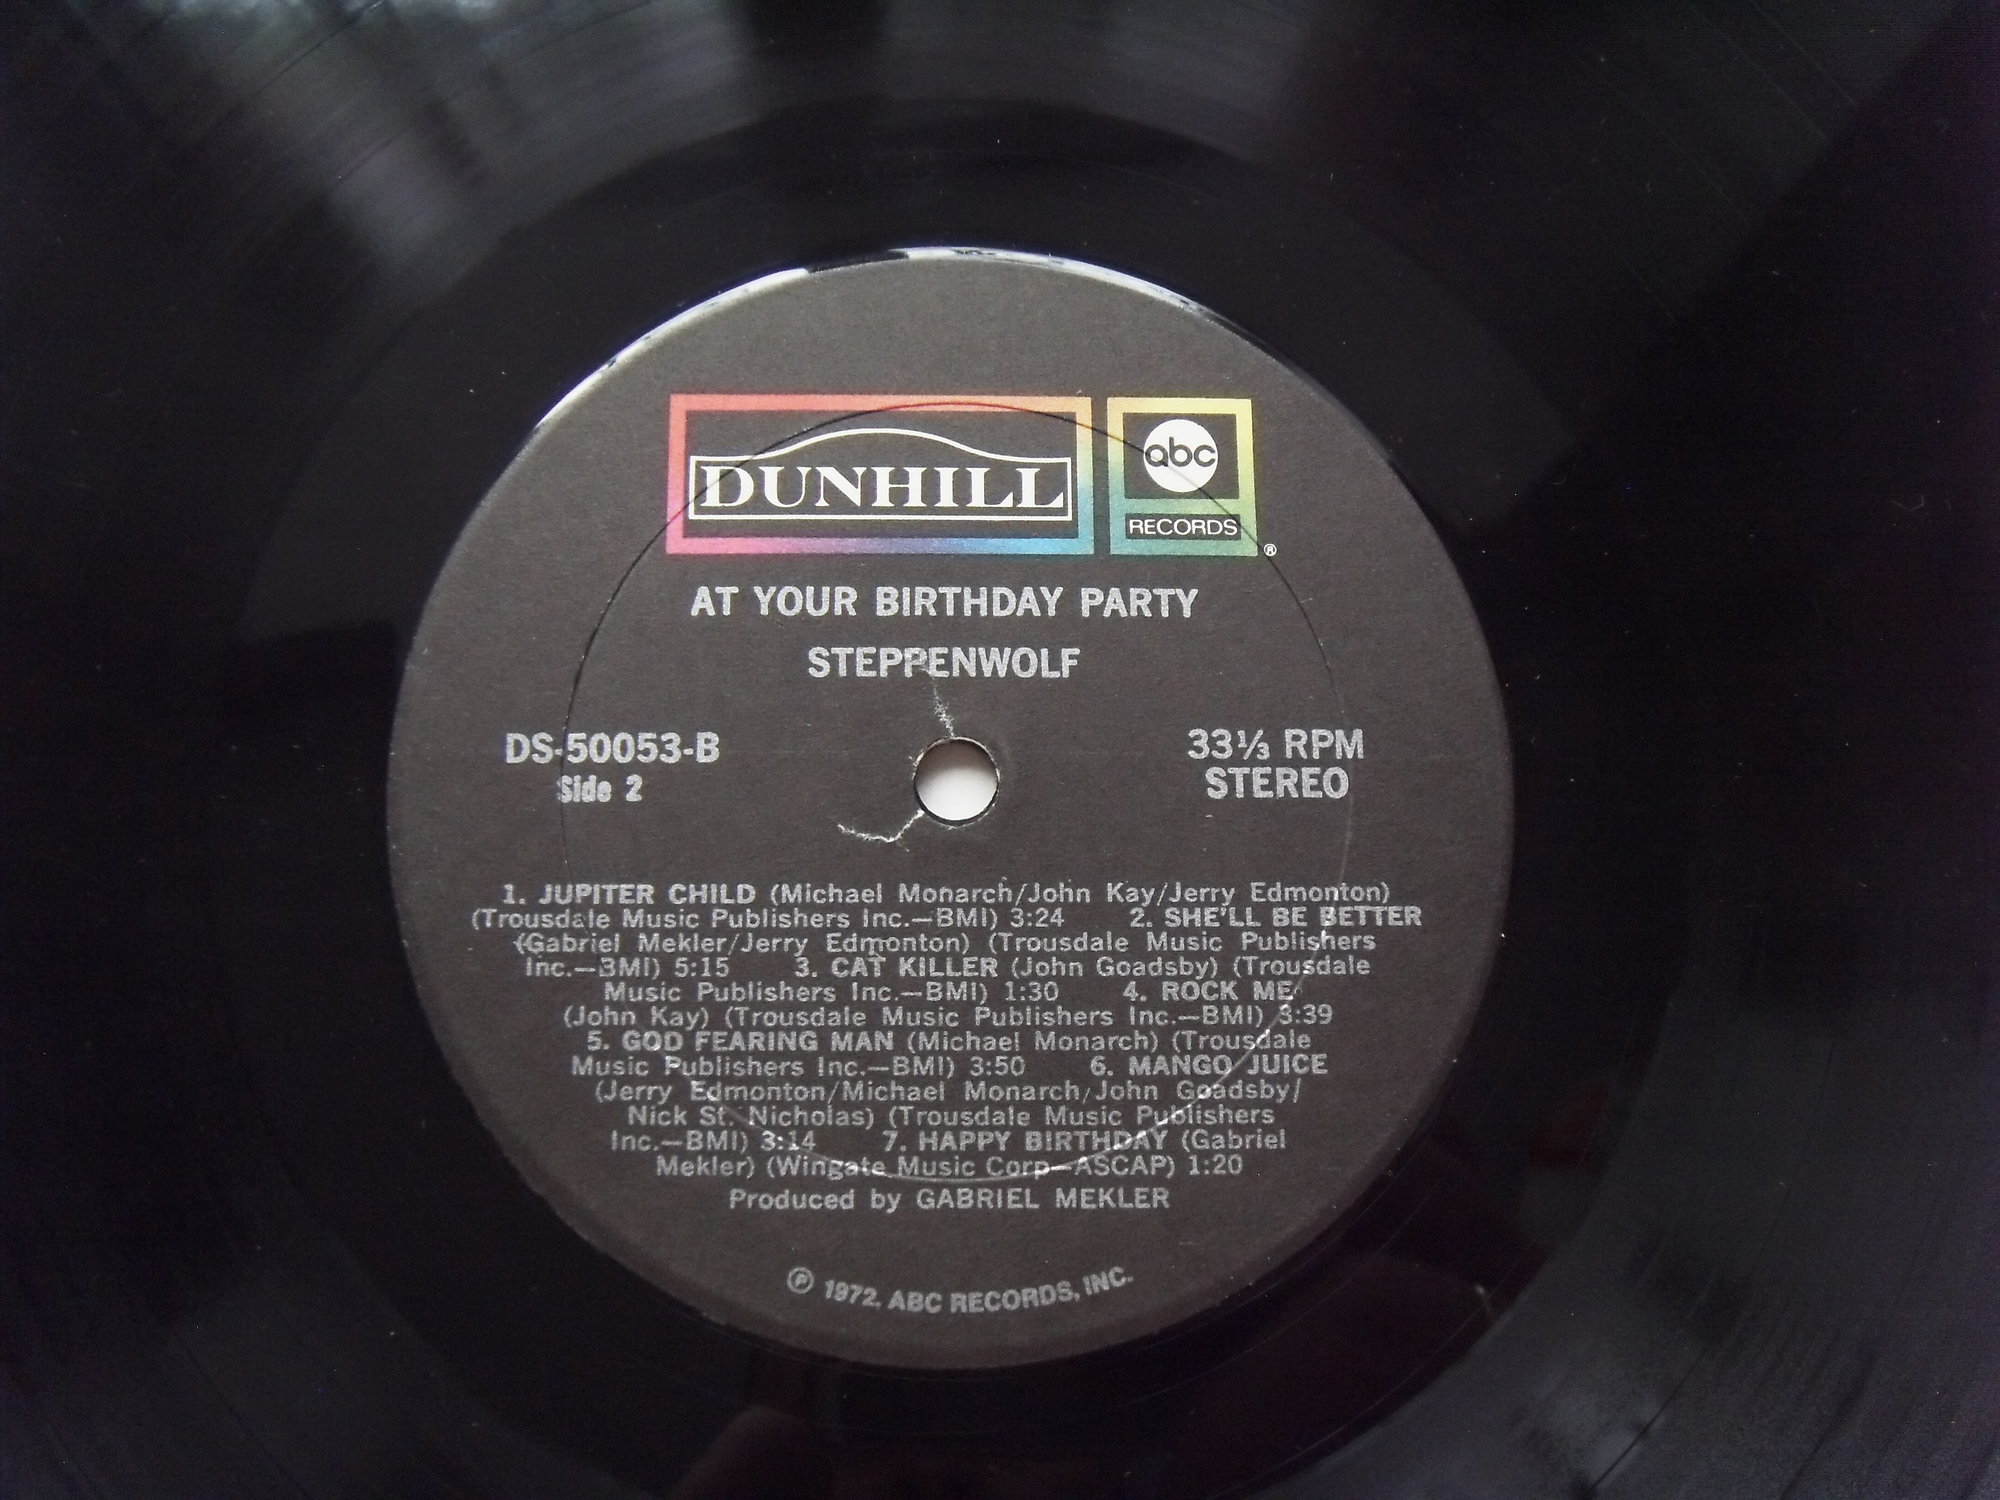 DUNHILL
abc
RECORDS ®
AT YOUR BIRTHDAY PARTY
STEPPENWOLF
DS-50053-B
Side 2
33⅓ RPM
STEREO
1. JUPITER CHILD (Michael Monarch/John Kay/Jerry Edmonton)
(Trousdale Music Publishers Inc.—BMI) 3:24 2. SHE'LL BE BETTER
(Gabriel Mekler/Jerry Edmonton) (Trousdale Music Publishers
Inc.—BMI) 5:15 3. CAT KILLER (John Goadsby) (Trousdale
Music Publishers Inc.—BMI) 1:30 4. ROCK ME
(John Kay) (Trousdale Music Publishers Inc.—BMI) 3:39
5. GOD FEARING MAN (Michael Monarch) (Trousdale
Music Publishers Inc.—BMI) 3:50 6. MANGO JUICE
(Jerry Edmonton/Michael Monarch/John Goadsby/
Nick St. Nicholas) (Trousdale Music Publishers
Inc.—BMI) 3:14 7. HAPPY BIRTHDAY (Gabriel
Mekler) (Wingate Music Corp—ASCAP) 1:20
Produced by GABRIEL MEKLER
℗ 1972, ABC RECORDS, INC.